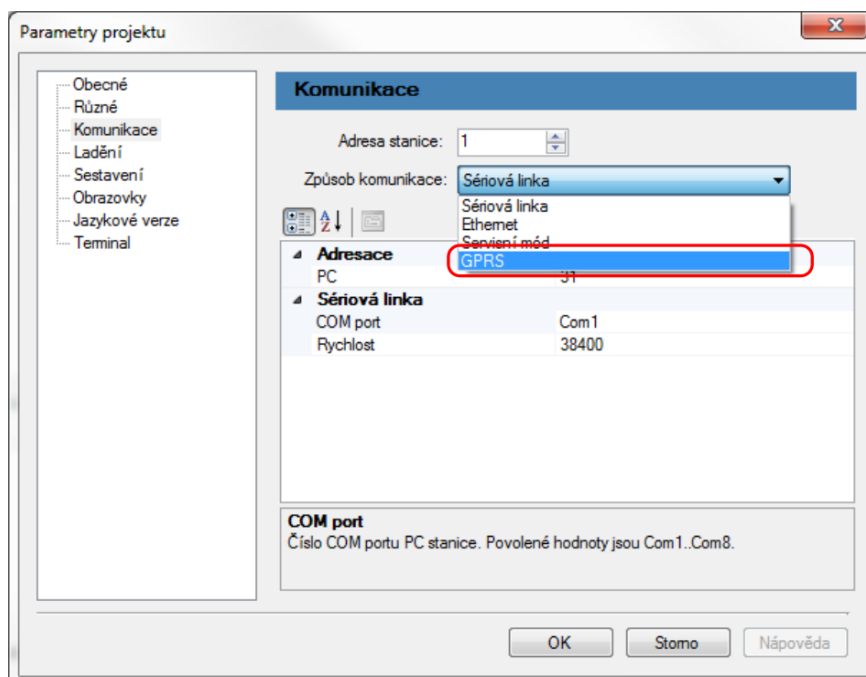 Parametry projektu
Obecné
Různé
Komunikace
Ladění
Sestavení
Obrazovky
Jazykové verze
Terminal
Komunikace
Adresa stanice: 1
Způsob komunikace: Sériová linka
Sériová linka
Ethernet
Servisní mód
GPRS
Adresace
PC 31
Sériová linka
COM port Com1
Rychlost 38400
COM port
Číslo COM portu PC stanice. Povolené hodnoty jsou Com1..Com8.
OK Storno Nápověda